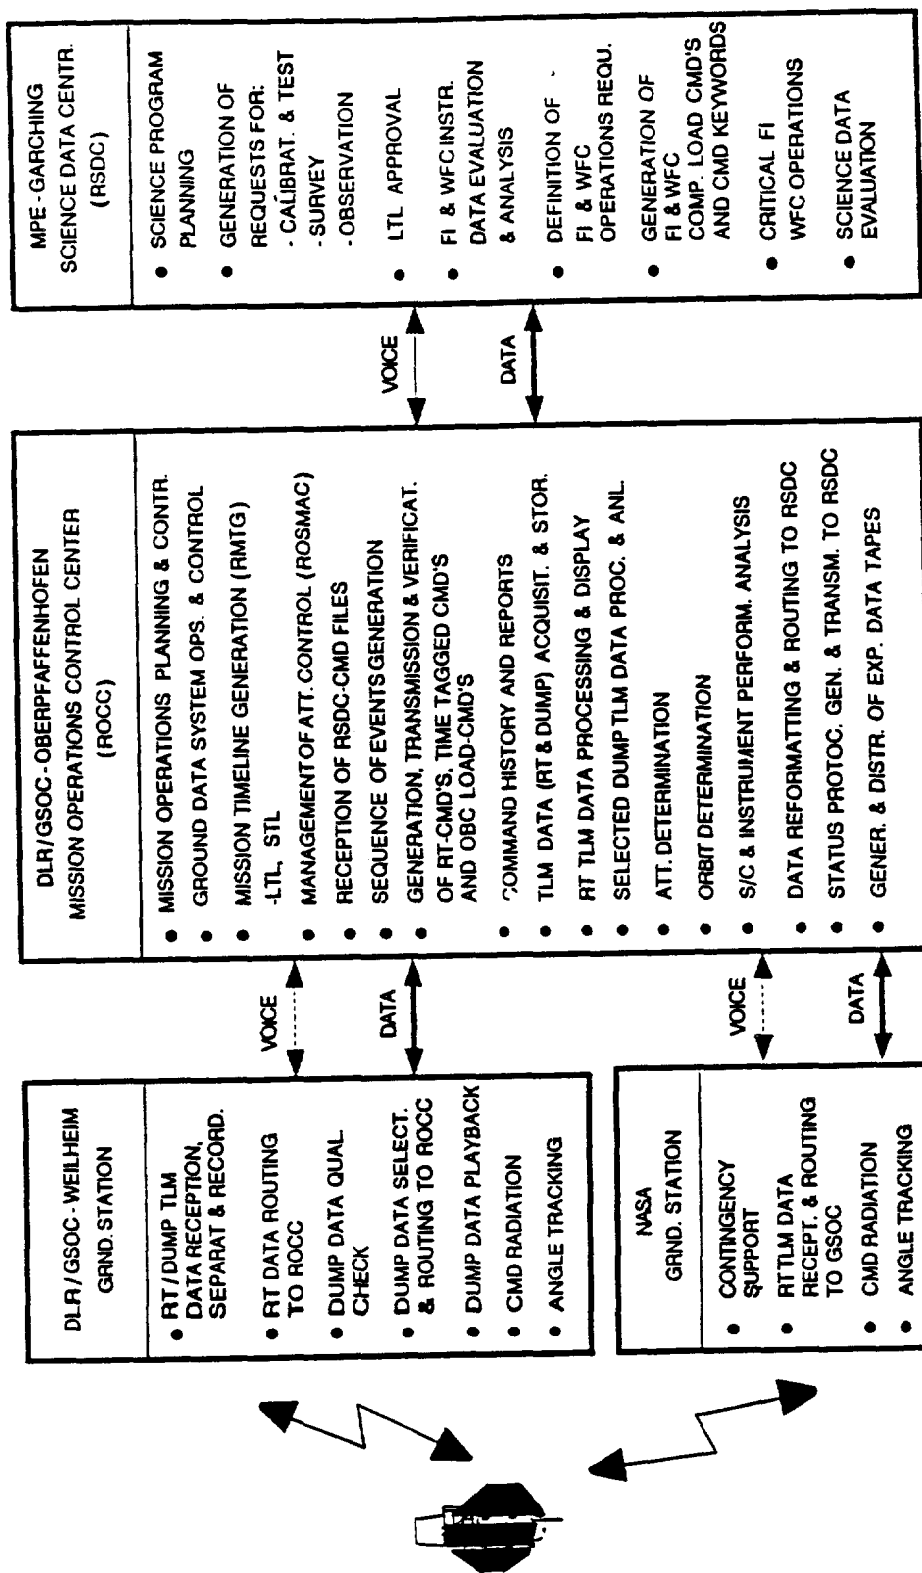 DLR / GSOC - WEILHEIM
GRND. STATION
• RT / DUMP TLM
DATA RECEPTION,
SEPARAT & RECORD.
• RT DATA ROUTING
TO ROCC
• DUMP DATA QUAL.
CHECK
• DUMP DATA SELECT.
& ROUTING TO ROCC
• DUMP DATA PLAYBACK
• CMD RADIATION
• ANGLE TRACKING
NASA
GRND. STATION
• CONTINGENCY
SUPPORT
• RT TLM DATA
RECEPT. & ROUTING
TO GSOC
• CMD RADIATION
• ANGLE TRACKING
VOICE
DATA
VOICE
DATA
DLR / GSOC - OBERPFAFFENHOFEN
MISSION OPERATIONS CONTROL CENTER
(ROCC)
• MISSION OPERATIONS PLANNING & CONTR.
• GROUND DATA SYSTEM OPS. & CONTROL
• MISSION TIMELINE GENERATION (RMTG)
-LTL, STL
• MANAGEMENT OF ATT. CONTROL (ROSMAC)
• RECEPTION OF RSDC-CMD FILES
• SEQUENCE OF EVENTS GENERATION
• GENERATION, TRANSMISSION & VERIFICAT.
OF RT-CMD'S, TIME TAGGED CMD'S
AND OBC LOAD-CMD'S
• COMMAND HISTORY AND REPORTS
• TLM DATA (RT & DUMP) ACQUISIT. & STOR.
• RT TLM DATA PROCESSING & DISPLAY
• SELECTED DUMP TLM DATA PROC. & ANL.
• ATT. DETERMINATION
• ORBIT DETERMINATION
• S/C & INSTRUMENT PERFORM. ANALYSIS
• DATA REFORMATTING & ROUTING TO RSDC
• STATUS PROTOC. GEN. & TRANSM. TO RSDC
• GENER. & DISTR. OF EXP. DATA TAPES
VOICE
DATA
MPE - GARCHING
SCIENCE DATA CENTR.
(RSDC)
• SCIENCE PROGRAM
PLANNING
• GENERATION OF
REQUESTS FOR:
- CALIBRAT. & TEST
- SURVEY
- OBSERVATION
• LTL APPROVAL
• FI & WFC INSTR.
DATA EVALUATION
& ANALYSIS
• DEFINITION OF
FI & WFC
OPERATIONS REQU.
• GENERATION OF
FI & WFC
COMP. LOAD CMD'S
AND CMD KEYWORDS
• CRITICAL FI
WFC OPERATIONS
• SCIENCE DATA
EVALUATION